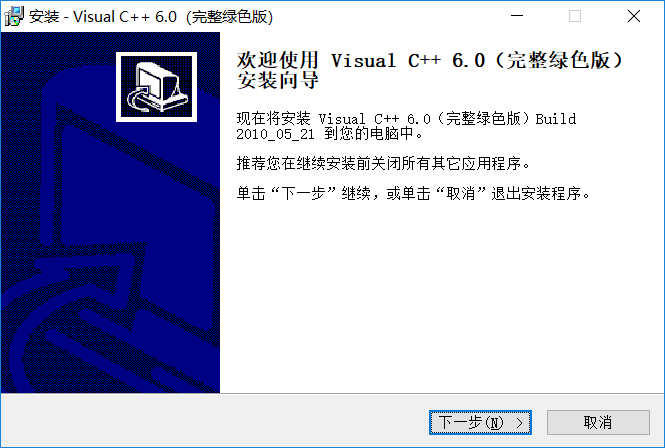 安装 - Visual C++ 6.0（完整绿色版）
欢迎使用 Visual C++ 6.0（完整绿色版）
安装向导
现在将安装 Visual C++ 6.0（完整绿色版）Build
2010_05_21 到您的电脑中。
推荐您在继续安装前关闭所有其它应用程序。
单击“下一步”继续，或单击“取消”退出安装程序。
下一步(N) >
取消